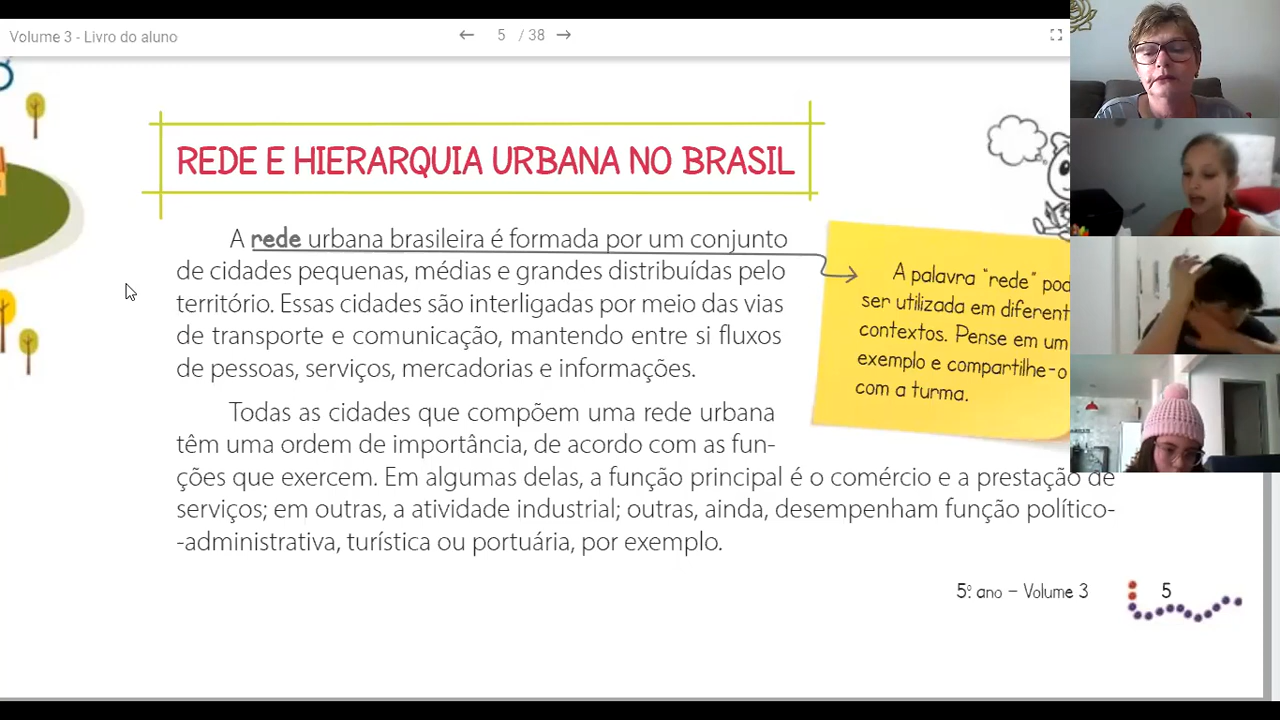 Volume 3 - Livro do aluno
← 5 / 38 →
REDE E HIERARQUIA URBANA NO BRASIL
A rede urbana brasileira é formada por um conjunto
de cidades pequenas, médias e grandes distribuídas pelo
território. Essas cidades são interligadas por meio das vias
de transporte e comunicação, mantendo entre si fluxos
de pessoas, serviços, mercadorias e informações.
A palavra "rede" pod
ser utilizada em diferent
contextos. Pense em um
exemplo e compartilhe-o
com a turma.
Todas as cidades que compõem uma rede urbana
têm uma ordem de importância, de acordo com as fun-
ções que exercem. Em algumas delas, a função principal é o comércio e a prestação de
serviços; em outras, a atividade industrial; outras, ainda, desempenham função político-
-administrativa, turística ou portuária, por exemplo.
5º. ano – Volume 3 5